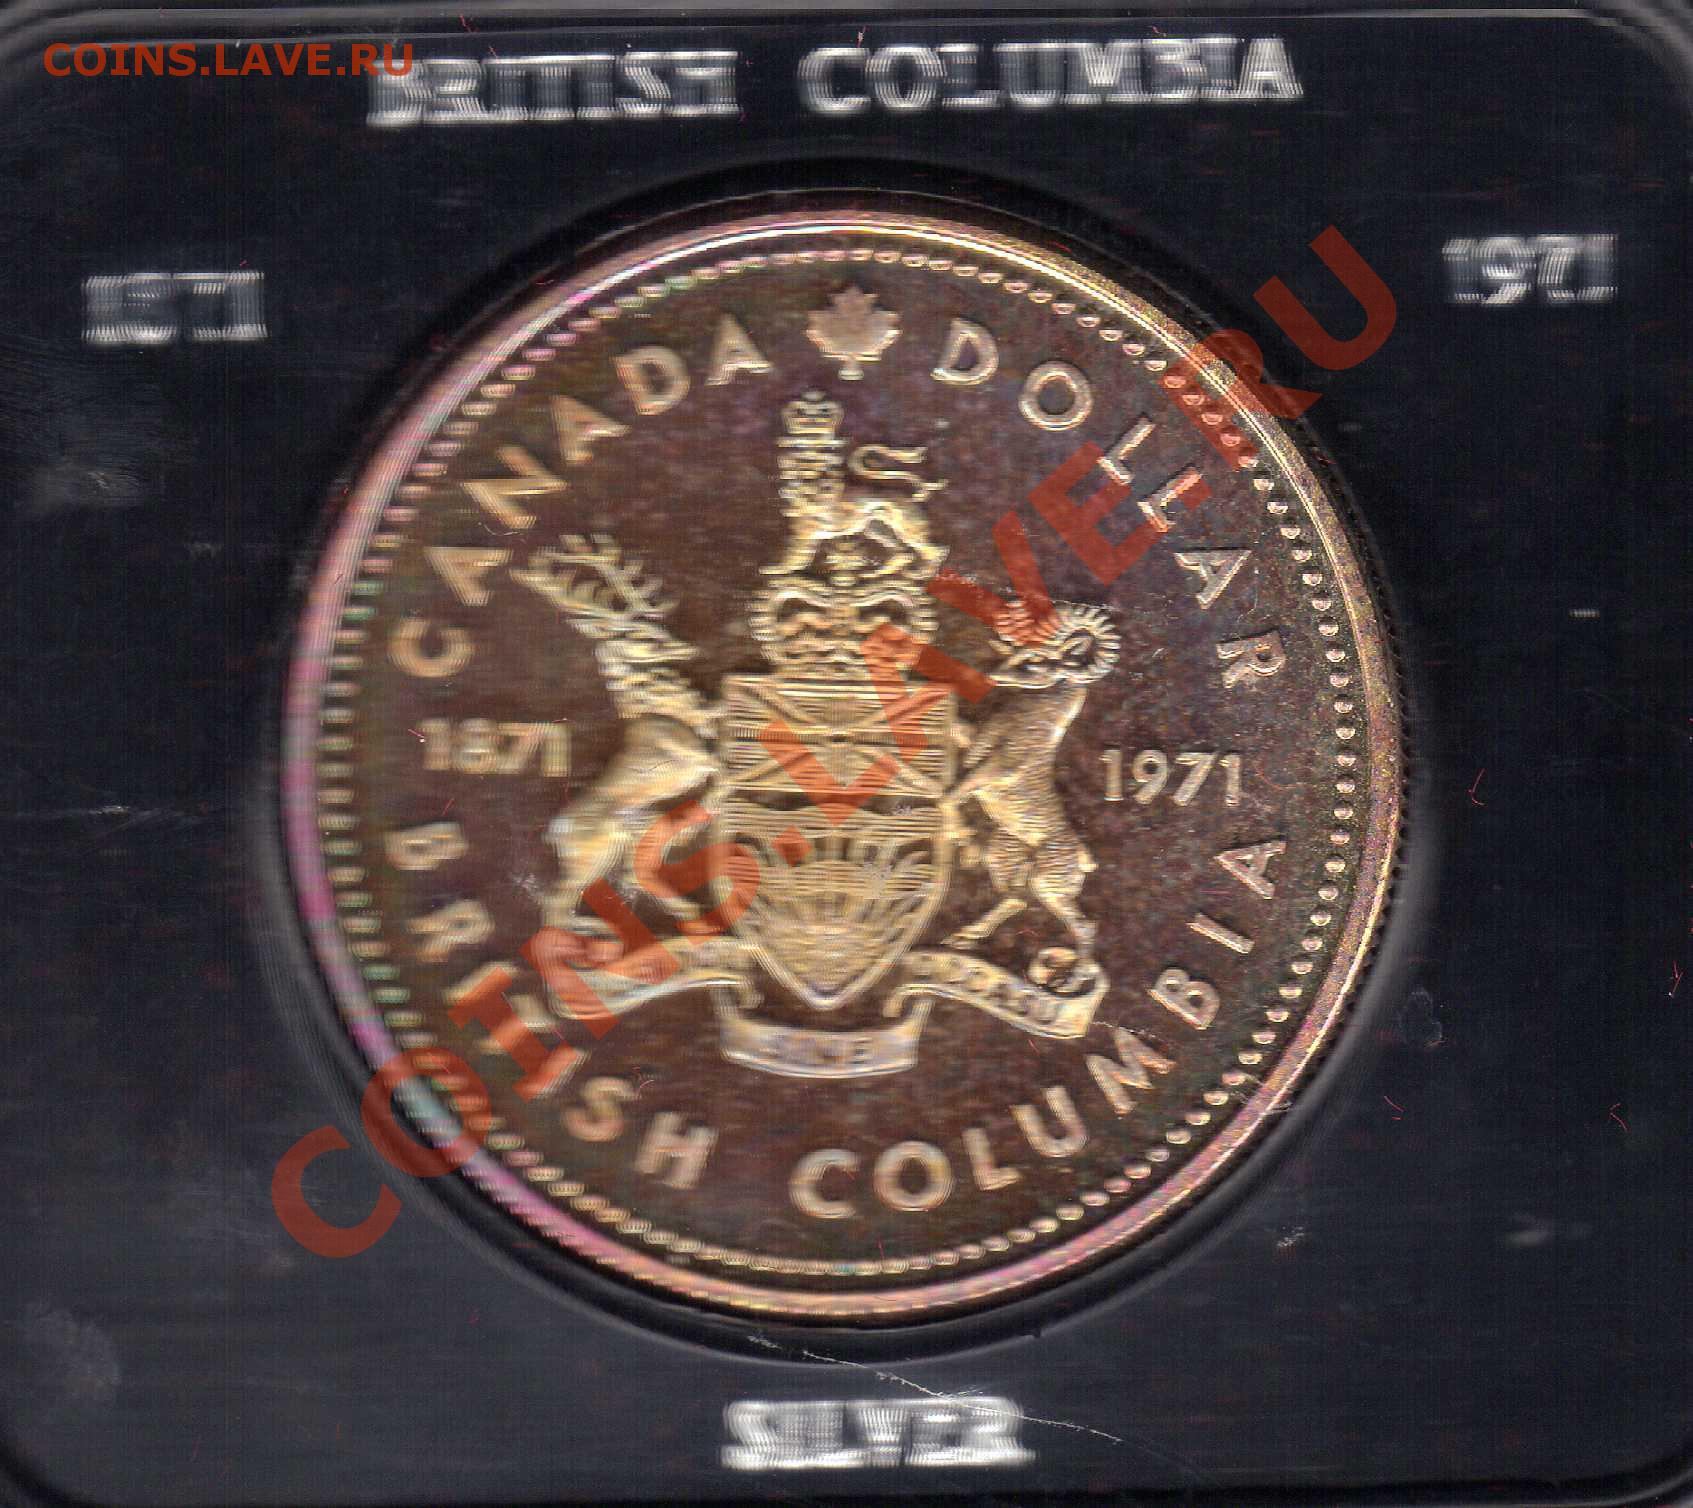 COINS.LAVE.RU
BRITISH COLUMBIA
1871
1971
CANADA DOLLAR
1871
1971
BRITISH COLUMBIA
SILVER
COINS.LAVE.RU